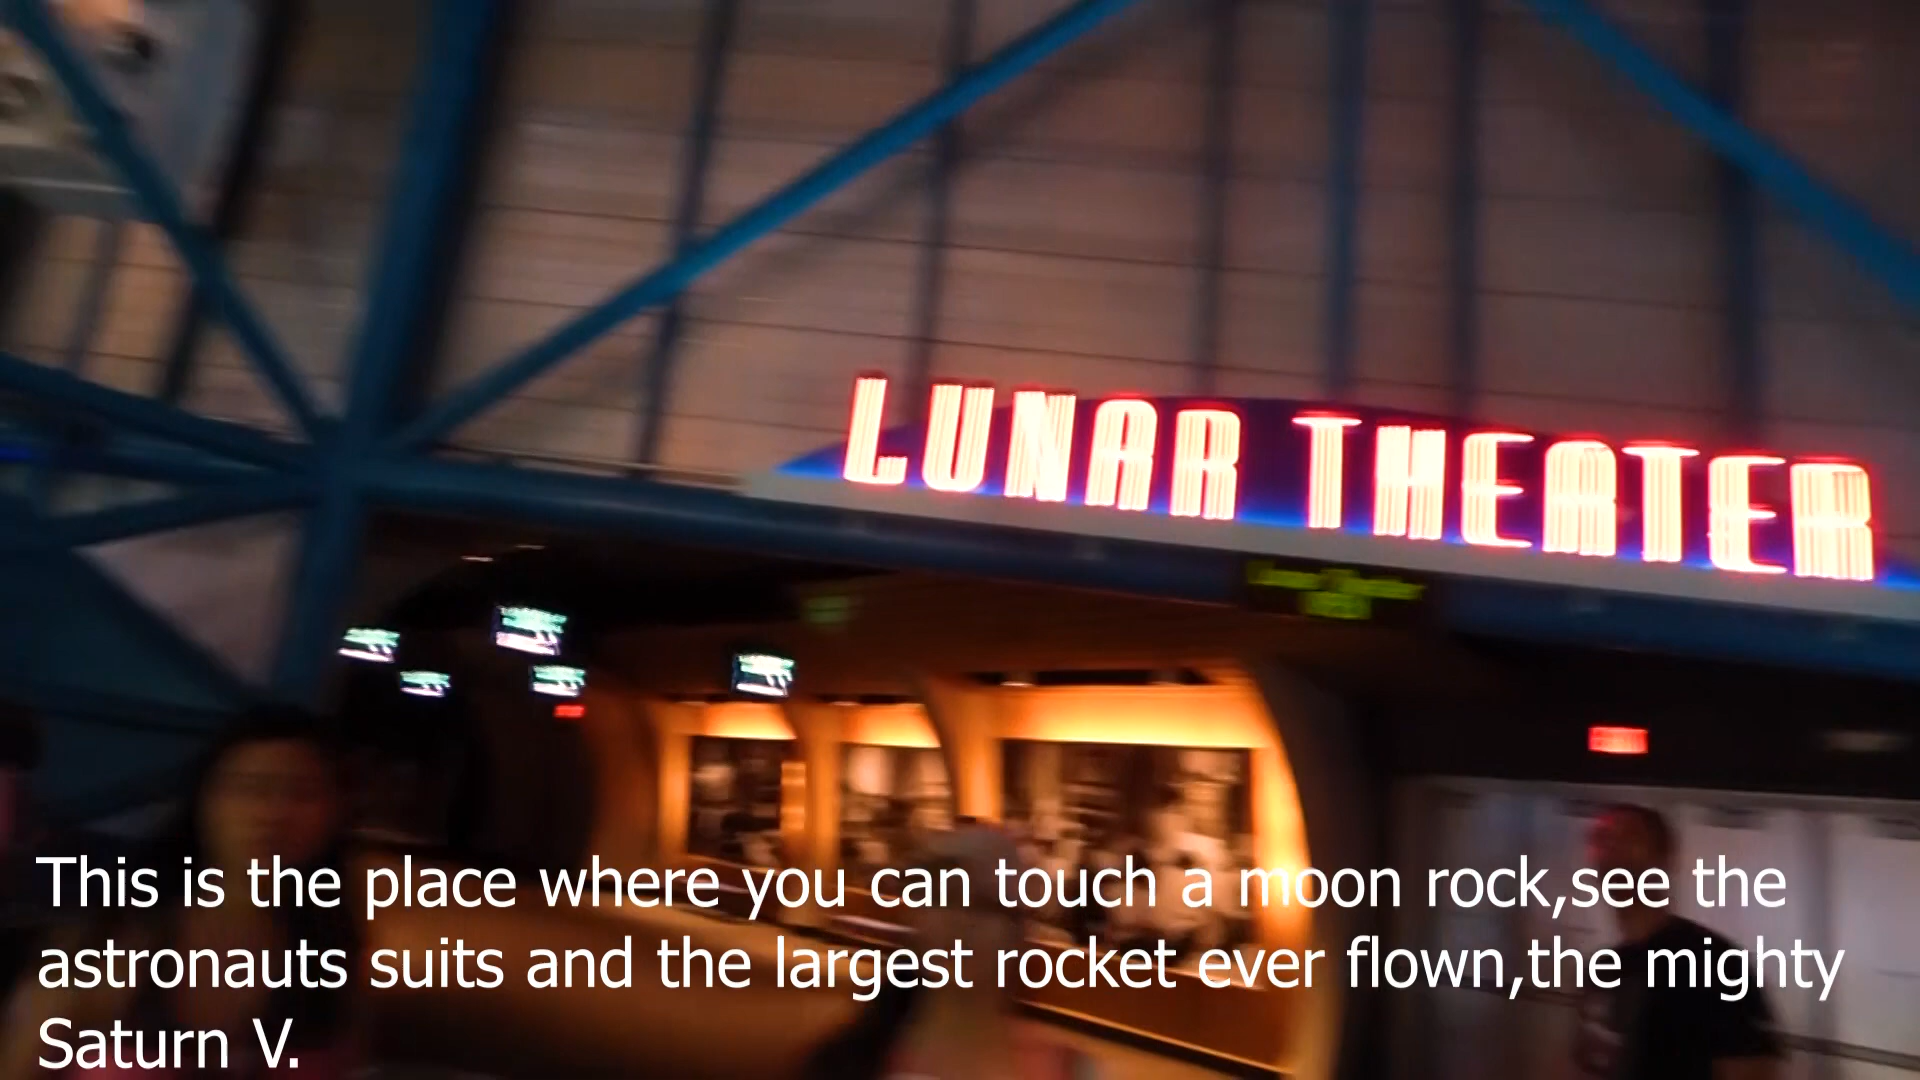 LUNAR THEATER
This is the place where you can touch a moon rock,see the
astronauts suits and the largest rocket ever flown,the mighty
Saturn V.